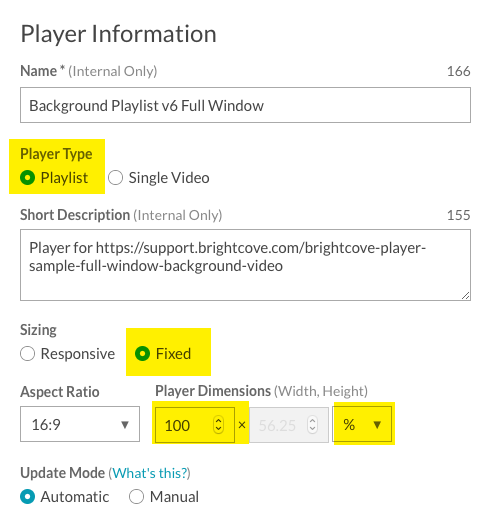 Player Information
Name * (Internal Only) 166
Background Playlist v6 Full Window
Player Type
Playlist Single Video
Short Description (Internal Only) 155
Player for https://support.brightcove.com/brightcove-player-
sample-full-window-background-video
Sizing
Responsive Fixed
Aspect Ratio Player Dimensions (Width, Height)
16:9 100 × 56.25 %
Update Mode (What's this?)
Automatic Manual